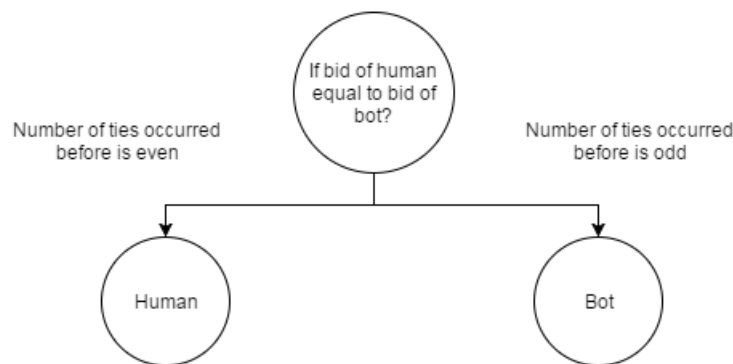 If bid of human
equal to bid of
bot?
Number of ties occurred
before is even
Number of ties occurred
before is odd
Human
Bot